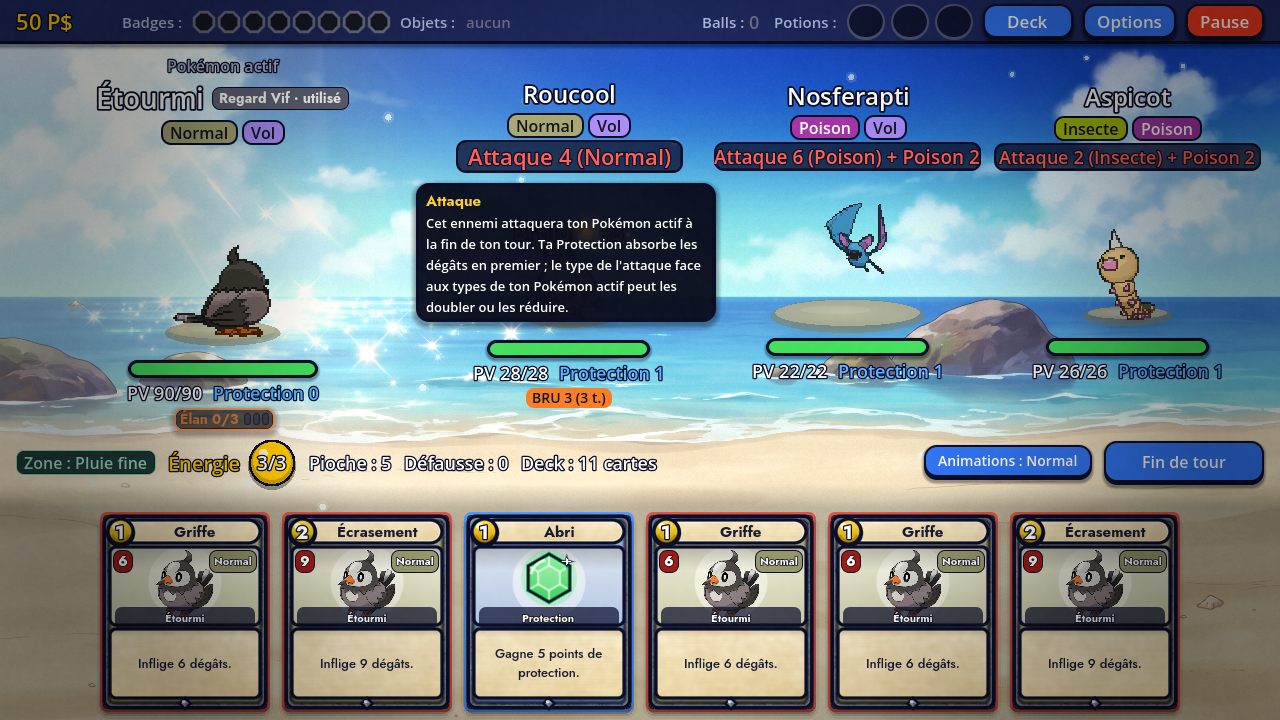 50 P$
Badges :
Objets : aucun
Balls : 0
Potions :
Deck
Options
Pause
Pokémon actif
Étourmi
Regard Vif · utilisé
Normal
Vol
Roucool
Normal
Vol
Attaque 4 (Normal)
Nosferapti
Poison
Vol
Attaque 6 (Poison) + Poison 2
Aspicot
Insecte
Poison
Attaque 2 (Insecte) + Poison 2
Attaque
Cet ennemi attaquera ton Pokémon actif à
la fin de ton tour. Ta Protection absorbe les
dégâts en premier ; le type de l'attaque face
aux types de ton Pokémon actif peut les
doubler ou les réduire.
PV 90/90 Protection 0
Élan 0/3
PV 28/28 Protection 1
BRU 3 (3 t.)
PV 22/22 Protection 1
PV 26/26 Protection 1
Zone : Pluie fine
Énergie
3/3
Pioche : 5 Défausse : 0 Deck : 11 cartes
Animations : Normal
Fin de tour
1
Griffe
6
Normal
Étourmi
Inflige 6 dégâts.
2
Écrasement
9
Normal
Étourmi
Inflige 9 dégâts.
1
Abri
Protection
Gagne 5 points de
protection.
1
Griffe
6
Normal
Étourmi
Inflige 6 dégâts.
1
Griffe
6
Normal
Étourmi
Inflige 6 dégâts.
2
Écrasement
9
Normal
Étourmi
Inflige 9 dégâts.